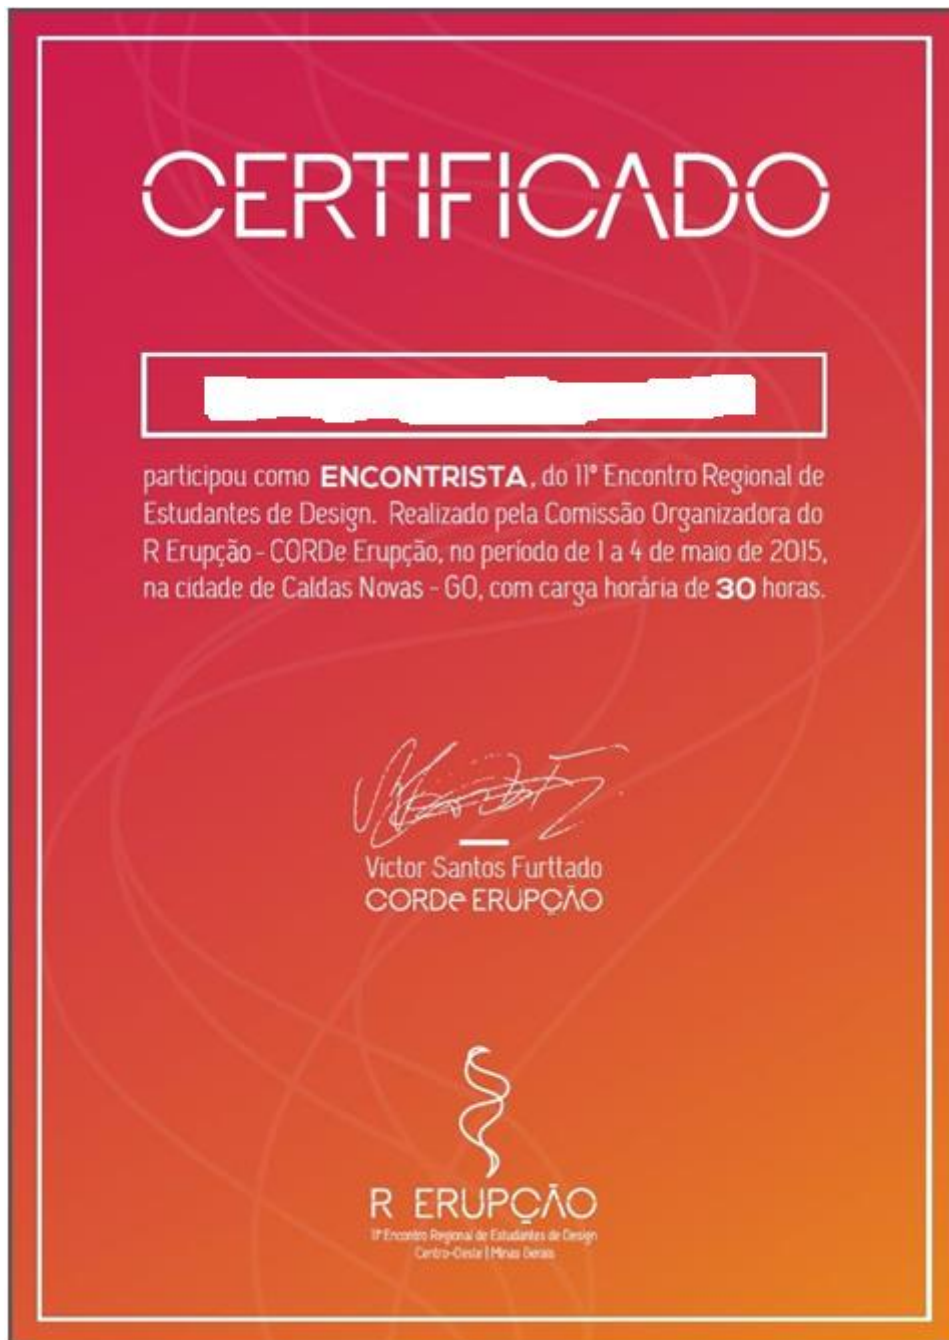 CERTIFICADO
participou como ENCONTRISTA, do 11º Encontro Regional de
Estudantes de Design. Realizado pela Comissão Organizadora do
R Erupção - CORDe Erupção, no período de 1 a 4 de maio de 2015,
na cidade de Caldas Novas - GO, com carga horária de 30 horas.
Victor Santos Furttado
CORDe ERUPÇÃO
R ERUPÇÃO
11º Encontro Regional de Estudantes de Design
Centro-Oeste | Minas Gerais